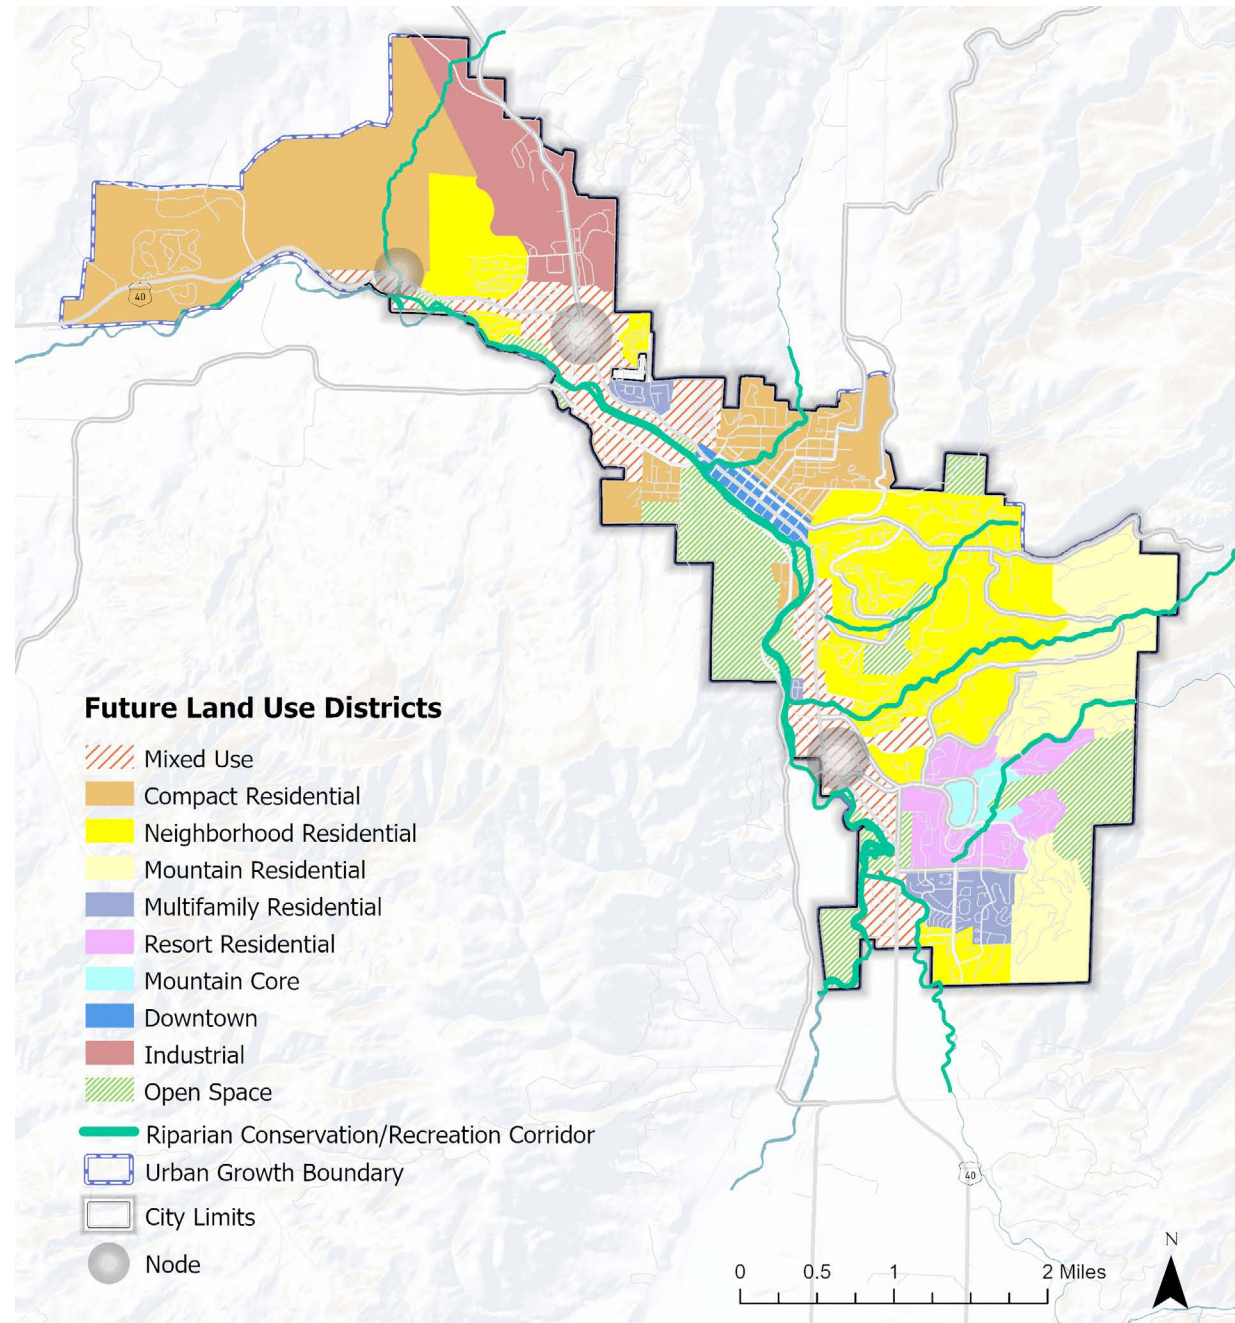 40
Future Land Use Districts
Mixed Use
Compact Residential
Neighborhood Residential
Mountain Residential
Multifamily Residential
Resort Residential
Mountain Core
Downtown
Industrial
Open Space
Riparian Conservation/Recreation Corridor
Urban Growth Boundary
City Limits
Node
40
N
0 0.5 1 2 Miles